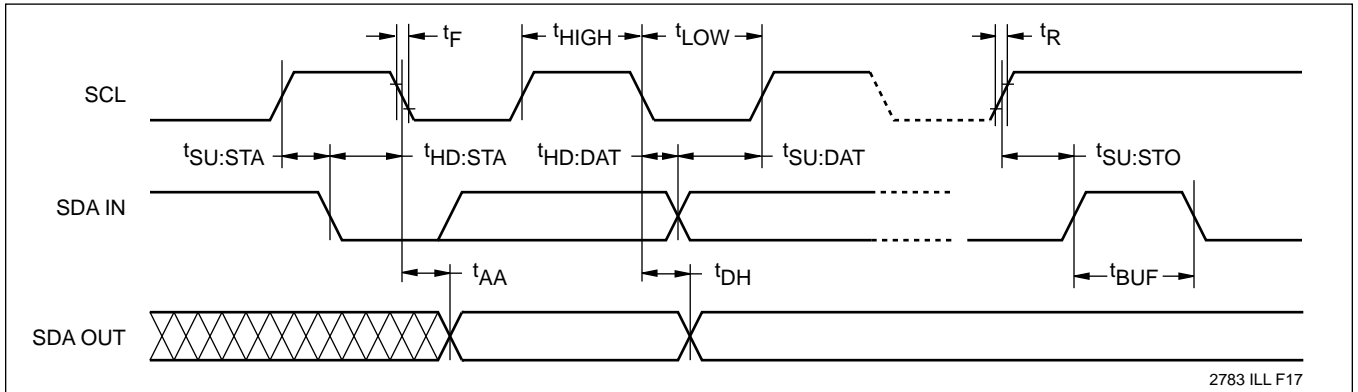 tF
tHIGH
tLOW
tR
SCL
tSU:STA
tHD:STA
tHD:DAT
tSU:DAT
tSU:STO
SDA IN
tAA
tDH
tBUF
SDA OUT
2783 ILL F17